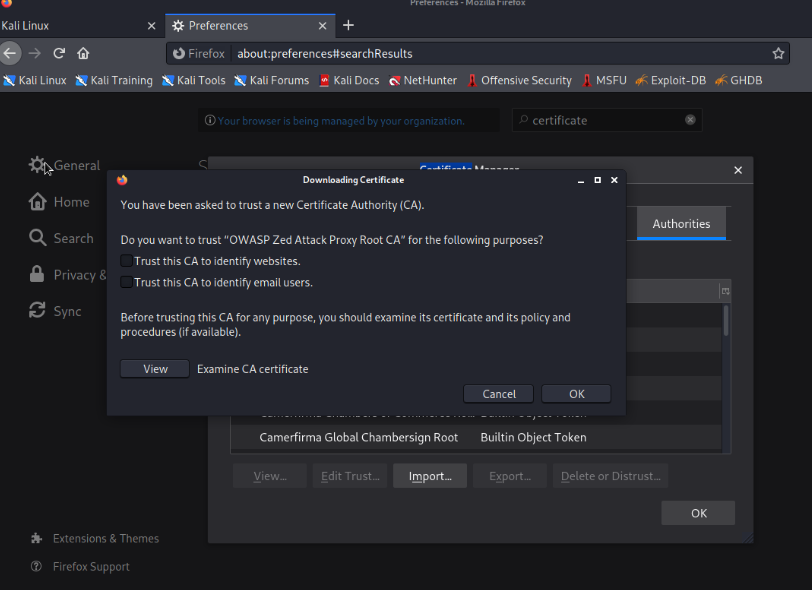 Preferences - Mozilla Firefox
Kali Linux
Preferences
Firefox about:preferences#searchResults
Kali Linux Kali Training Kali Tools Kali Forums Kali Docs NetHunter Offensive Security MSFU Exploit-DB GHDB
Your browser is being managed by your organization.
certificate
General
S
Certificate Manager
Downloading Certificate
You have been asked to trust a new Certificate Authority (CA).
Home
Authorities
Search
Do you want to trust “OWASP Zed Attack Proxy Root CA” for the following purposes?
Trust this CA to identify websites.
Privacy &
Trust this CA to identify email users.
Sync
Before trusting this CA for any purpose, you should examine its certificate and its policy and
procedures (if available).
View Examine CA certificate
Cancel OK
Camerfirma Chambers of Commerce Ro... Builtin Object Token
Camerfirma Global Chambersign Root Builtin Object Token
View... Edit Trust... Import... Export... Delete or Distrust...
OK
Extensions & Themes
Firefox Support